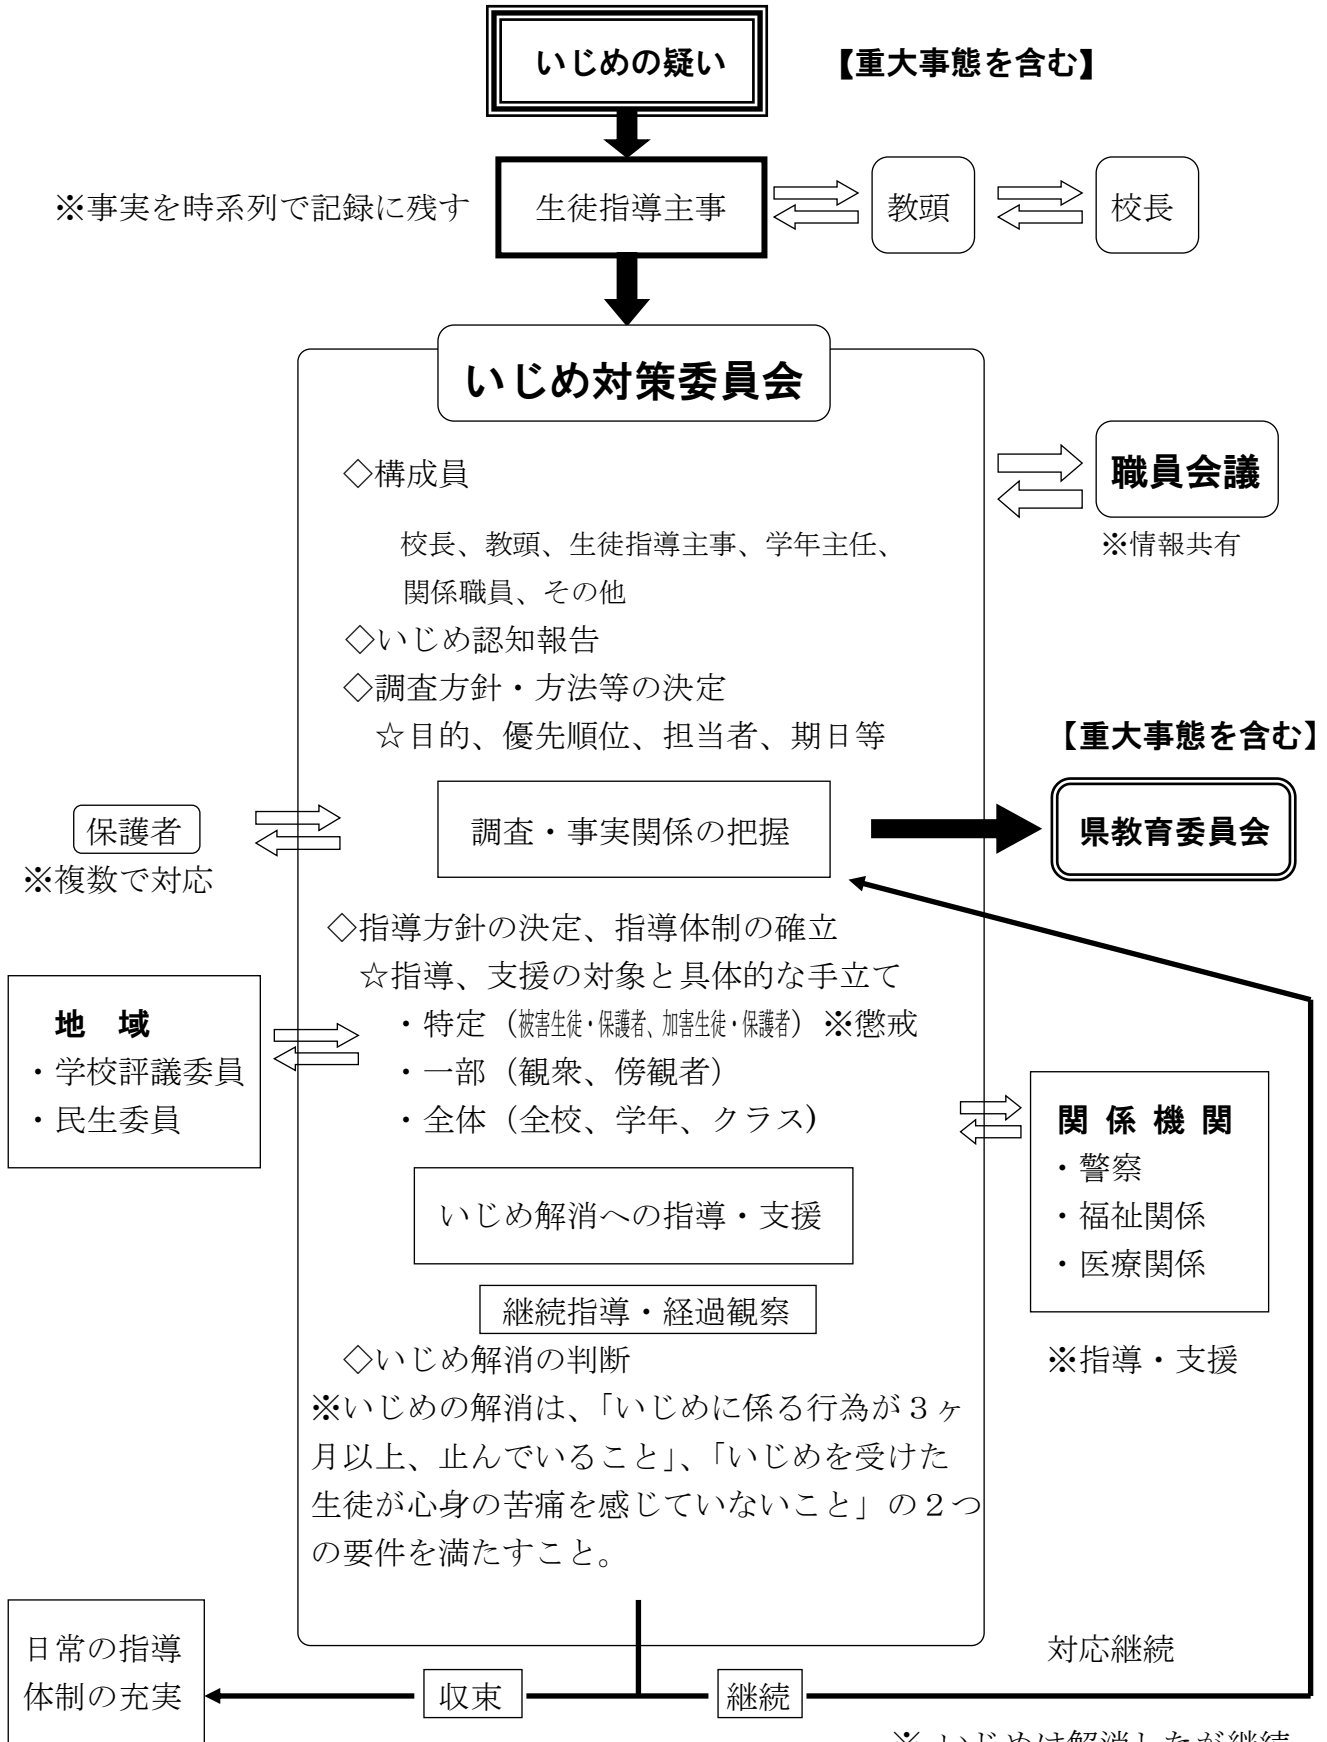 いじめの疑い
【重大事態を含む】
※事実を時系列で記録に残す
生徒指導主事
教頭
校長
いじめ対策委員会
◇構成員
校長、教頭、生徒指導主事、学年主任、
関係職員、その他
職員会議
※情報共有
◇いじめ認知報告
◇調査方針・方法等の決定
☆目的、優先順位、担当者、期日等
【重大事態を含む】
保護者
※複数で対応
調査・事実関係の把握
県教育委員会
◇指導方針の決定、指導体制の確立
☆指導、支援の対象と具体的な手立て
・特定（被害生徒・保護者、加害生徒・保護者）※懲戒
・一部（観衆、傍観者）
・全体（全校、学年、クラス）
地　域
・学校評議委員
・民生委員
関 係 機 関
・警察
・福祉関係
・医療関係
※指導・支援
いじめ解消への指導・支援
継続指導・経過観察
◇いじめ解消の判断
※いじめの解消は、「いじめに係る行為が３ヶ
月以上、止んでいること」、「いじめを受けた
生徒が心身の苦痛を感じていないこと」の２つ
の要件を満たすこと。
日常の指導
体制の充実
収束
継続
対応継続
※ いじめは解消したが継続